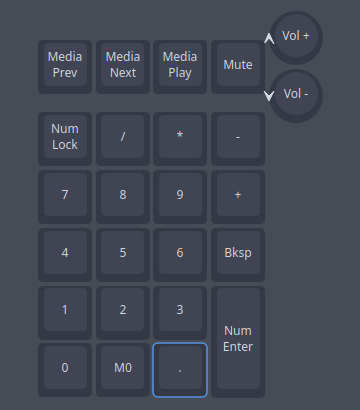 Vol +
Media Prev
Media Next
Media Play
Mute
Vol -
Num Lock
/
*
-
7
8
9
+
4
5
6
Bksp
1
2
3
Num Enter
0
M0
.